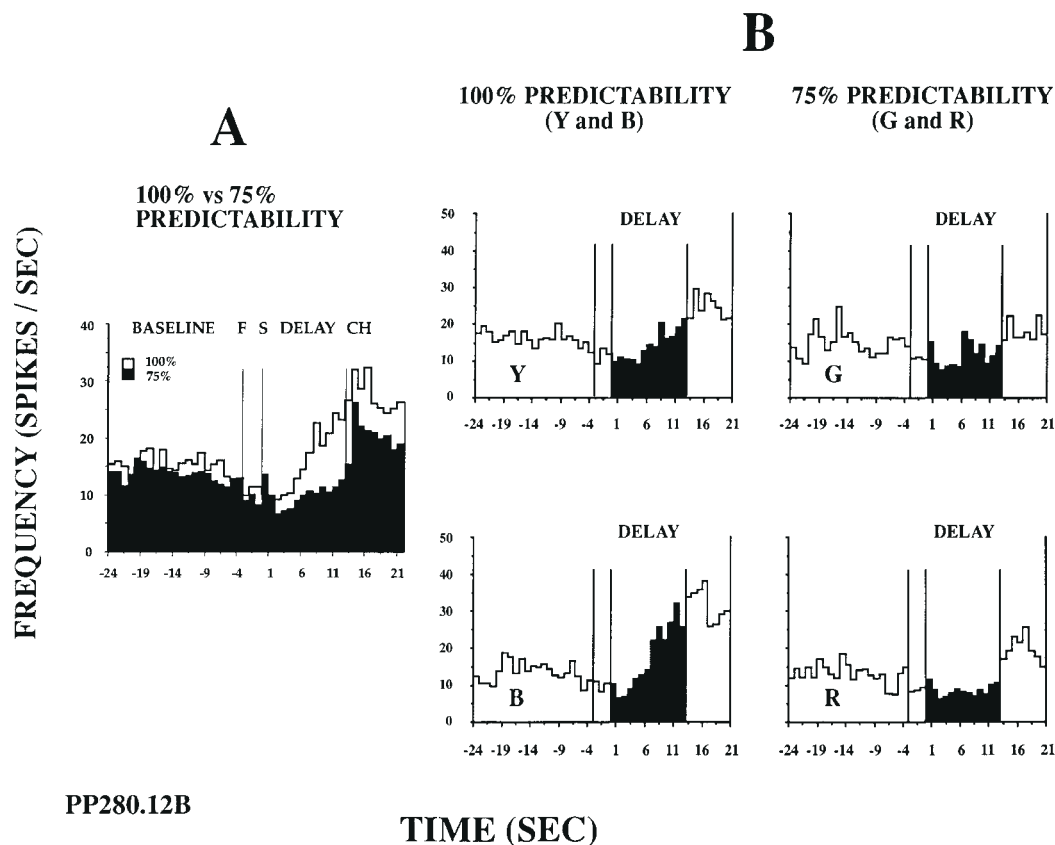 B
100% PREDICTABILITY
(Y and B)
75% PREDICTABILITY
(G and R)
A
100% vs 75%
PREDICTABILITY
FREQUENCY (SPIKES / SEC)
40
30
20
10
0
BASELINE F S DELAY CH
100%
75%
-24 -19 -14 -9 -4 1 6 11 16 21
50
40
30
20
10
0
DELAY
Y
-24 -19 -14 -9 -4 1 6 11 16 21
DELAY
G
-24 -19 -14 -9 -4 1 6 11 16 21
50
40
30
20
10
0
DELAY
B
-24 -19 -14 -9 -4 1 6 11 16 21
DELAY
R
-24 -19 -14 -9 -4 1 6 11 16 21
PP280.12B
TIME (SEC)